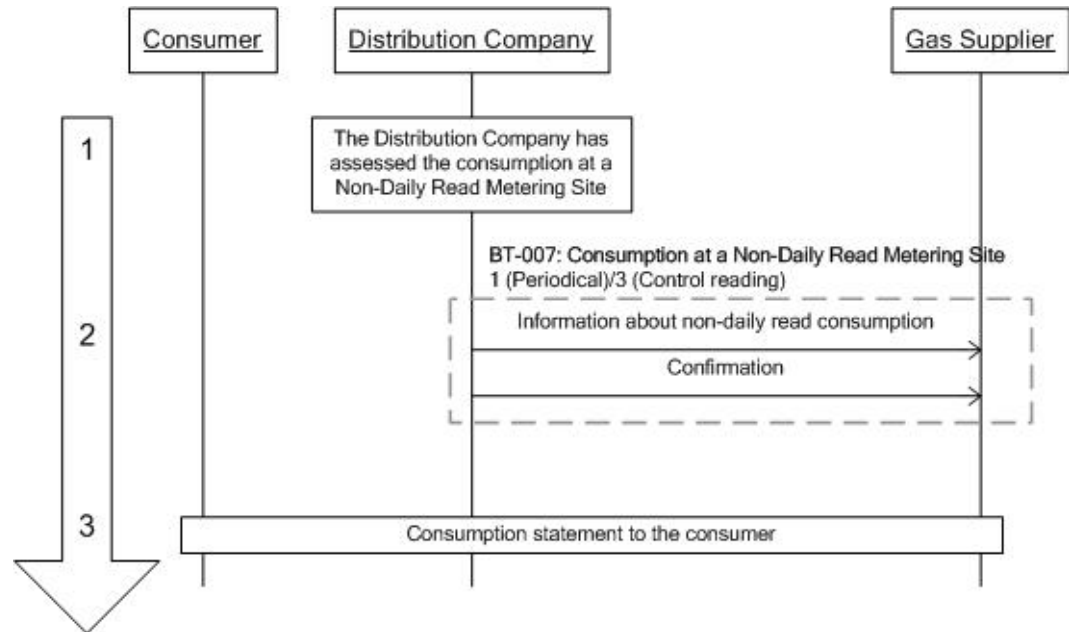 Consumer
Distribution Company
Gas Supplier
1
The Distribution Company has
assessed the consumption at a
Non-Daily Read Metering Site
BT-007: Consumption at a Non-Daily Read Metering Site
1 (Periodical)/3 (Control reading)
2
Information about non-daily read consumption
Confirmation
3
Consumption statement to the consumer